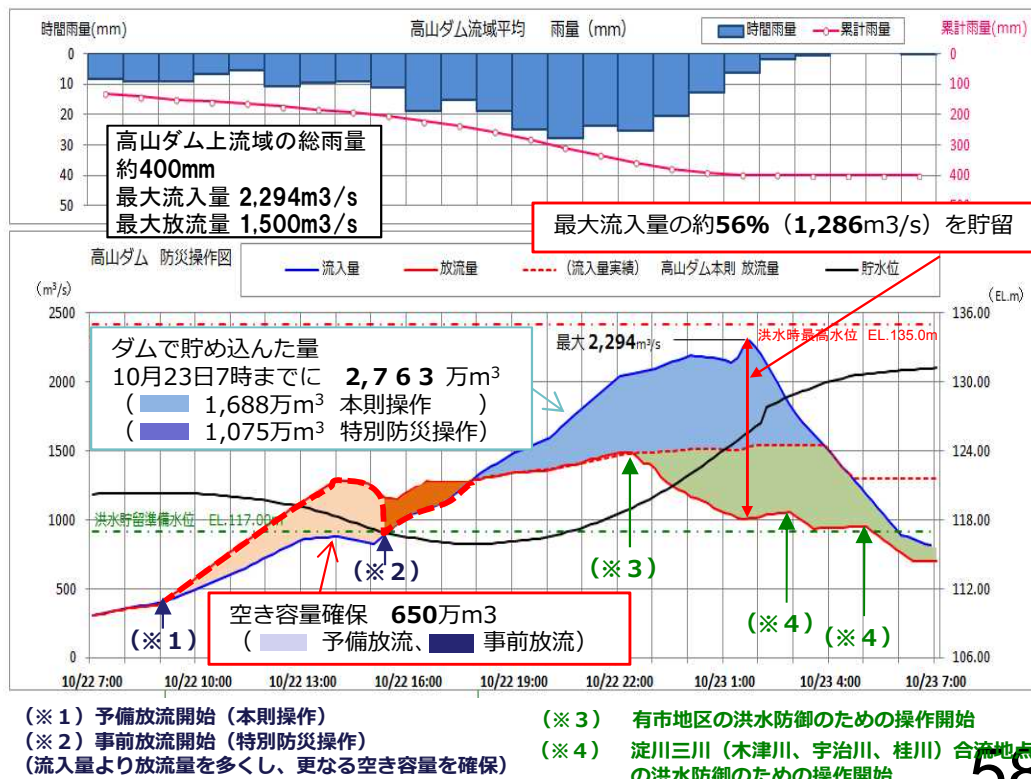 時間雨量(mm)
高山ダム流域平均 雨量（mm）
時間雨量 累計雨量
累計雨量(mm)
0
10
20
30
40
50
0
100
200
300
400
高山ダム上流域の総雨量
約400mm
最大流入量 2,294m3/s
最大放流量 1,500m3/s
最大流入量の約56%（1,286m3/s）を貯留
高山ダム 防災操作図
流入量 放流量 （流入量実績） 高山ダム本則 放流量 貯水位
(m³/s)
(EL.m)
2500
2000
1500
1000
500
0
136.00
130.00
124.00
118.00
112.00
106.00
ダムで貯め込んた量
10月23日7時までに 2,763 万m³
（ 1,688万m³ 本則操作 ）
（ 1,075万m³ 特別防災操作）
最大 2,294m³/s
洪水時最高水位 EL.135.0m
洪水貯留準備水位 EL.117.00m
（※１）
（※２）
（※３）
（※４）
（※４）
空き容量確保 650万m3
（ 予備放流、 事前放流）
10/22 7:00 10/22 10:00 10/22 13:00 10/22 16:00 10/22 19:00 10/22 22:00 10/23 1:00 10/23 4:00 10/23 7:00
（※１）予備放流開始（本則操作）
（※２）事前放流開始（特別防災操作）
（流入量より放流量を多くし、更なる空き容量を確保）
（※３） 有市地区の洪水防御のための操作開始
（※４） 淀川三川（木津川、宇治川、桂川）合流地点
の洪水防御のための操作開始
58